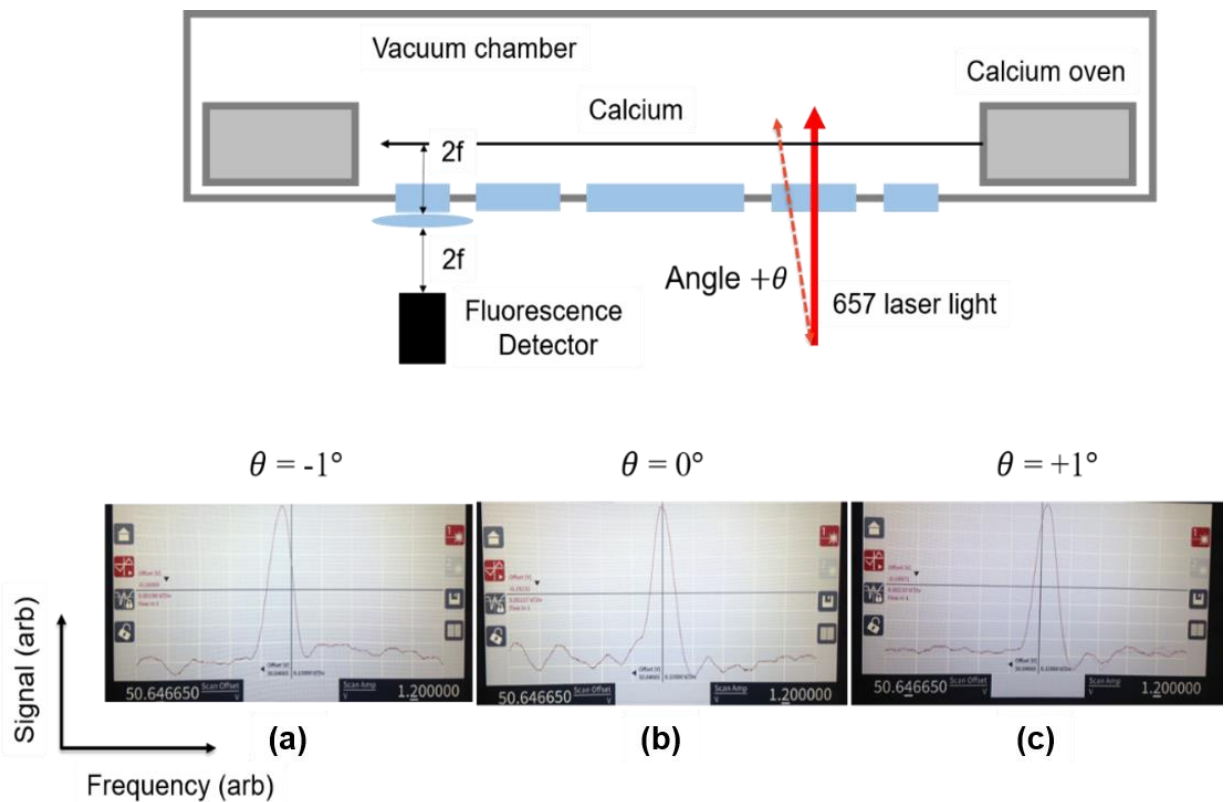 Vacuum chamber
Calcium oven
Calcium
2f
2f
Angle +θ
657 laser light
Fluorescence
Detector
θ = -1°
θ = 0°
θ = +1°
50.646650 Scan Offset V Scan Amp 1.200000
50.646650 Scan Offset V Scan Amp 1.200000
50.646650 Scan Offset V Scan Amp 1.200000
Signal (arb)
Frequency (arb)
(a)
(b)
(c)